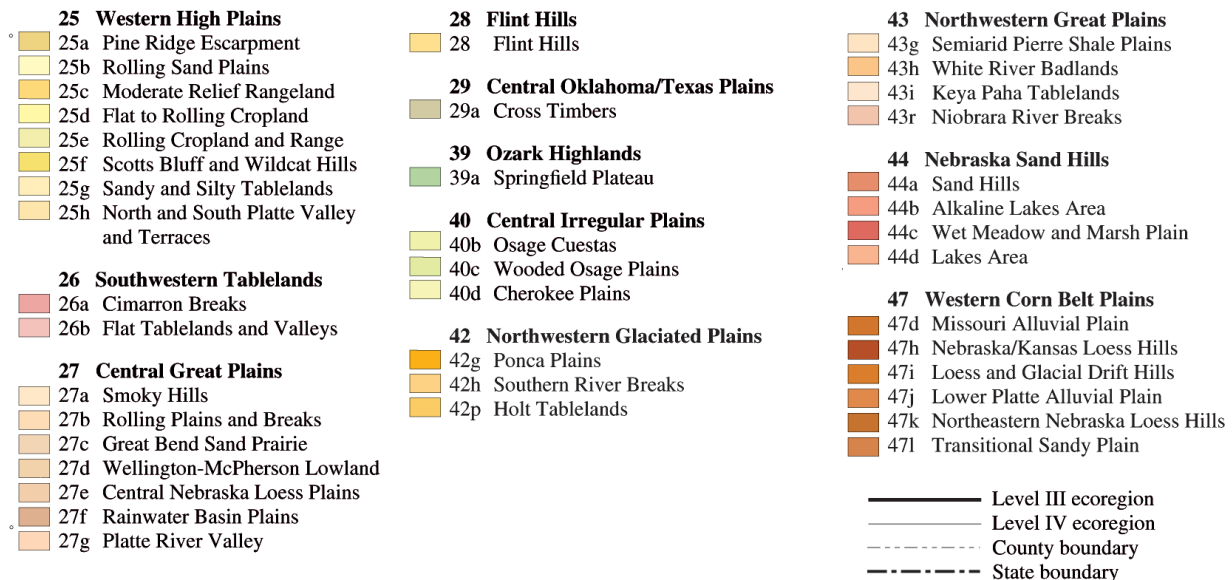 25 Western High Plains
25a Pine Ridge Escarpment
25b Rolling Sand Plains
25c Moderate Relief Rangeland
25d Flat to Rolling Cropland
25e Rolling Cropland and Range
25f Scotts Bluff and Wildcat Hills
25g Sandy and Silty Tablelands
25h North and South Platte Valley
and Terraces
26 Southwestern Tablelands
26a Cimarron Breaks
26b Flat Tablelands and Valleys
27 Central Great Plains
27a Smoky Hills
27b Rolling Plains and Breaks
27c Great Bend Sand Prairie
27d Wellington-McPherson Lowland
27e Central Nebraska Loess Plains
27f Rainwater Basin Plains
27g Platte River Valley
28 Flint Hills
28 Flint Hills
29 Central Oklahoma/Texas Plains
29a Cross Timbers
39 Ozark Highlands
39a Springfield Plateau
40 Central Irregular Plains
40b Osage Cuestas
40c Wooded Osage Plains
40d Cherokee Plains
42 Northwestern Glaciated Plains
42g Ponca Plains
42h Southern River Breaks
42p Holt Tablelands
43 Northwestern Great Plains
43g Semiarid Pierre Shale Plains
43h White River Badlands
43i Keya Paha Tablelands
43r Niobrara River Breaks
44 Nebraska Sand Hills
44a Sand Hills
44b Alkaline Lakes Area
44c Wet Meadow and Marsh Plain
44d Lakes Area
47 Western Corn Belt Plains
47d Missouri Alluvial Plain
47h Nebraska/Kansas Loess Hills
47i Loess and Glacial Drift Hills
47j Lower Platte Alluvial Plain
47k Northeastern Nebraska Loess Hills
47l Transitional Sandy Plain
Level III ecoregion
Level IV ecoregion
County boundary
State boundary